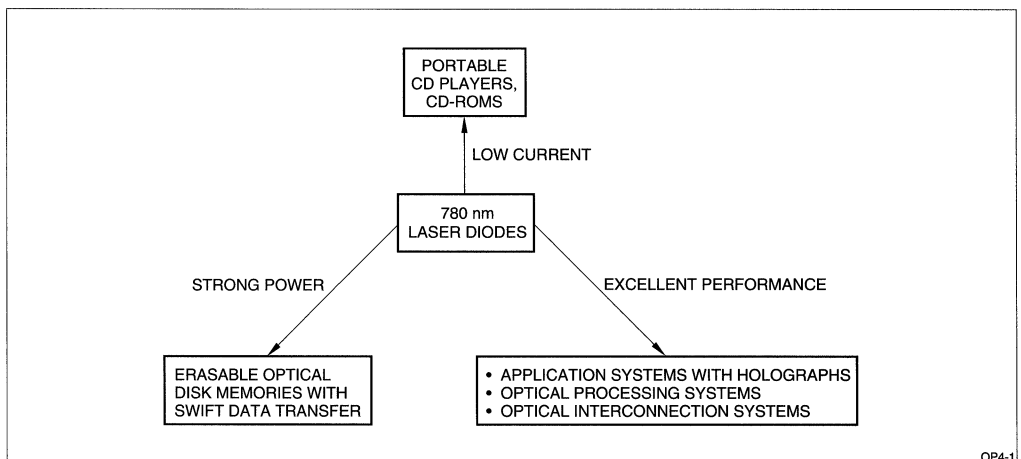 PORTABLE
CD PLAYERS,
CD-ROMS
LOW CURRENT
780 nm
LASER DIODES
STRONG POWER
EXCELLENT PERFORMANCE
ERASABLE OPTICAL
DISK MEMORIES WITH
SWIFT DATA TRANSFER
• APPLICATION SYSTEMS WITH HOLOGRAPHS
• OPTICAL PROCESSING SYSTEMS
• OPTICAL INTERCONNECTION SYSTEMS
OP4-1